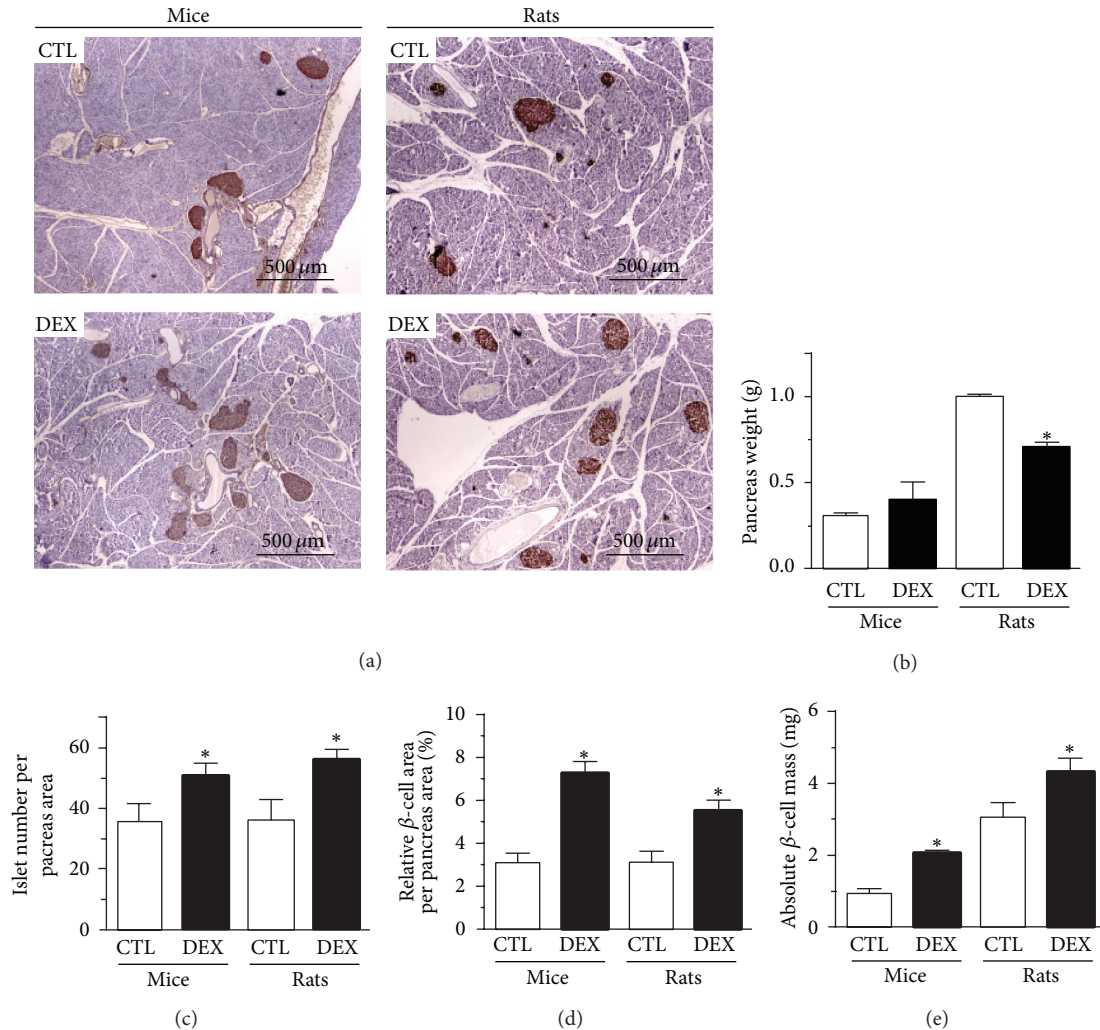 Mice
Rats
CTL
500 μm
CTL
500 μm
DEX
500 μm
DEX
500 μm
(a)
Pancreas weight (g)
1.0
0.5
0.0
CTL DEX CTL DEX
Mice Rats
(b)
Islet number per
pacreas area
60
40
20
0
CTL DEX CTL DEX
Mice Rats
(c)
Relative β-cell area
per pancreas area (%)
10
8
6
4
2
0
CTL DEX CTL DEX
Mice Rats
(d)
Absolute β-cell mass (mg)
6
4
2
0
CTL DEX CTL DEX
Mice Rats
(e)